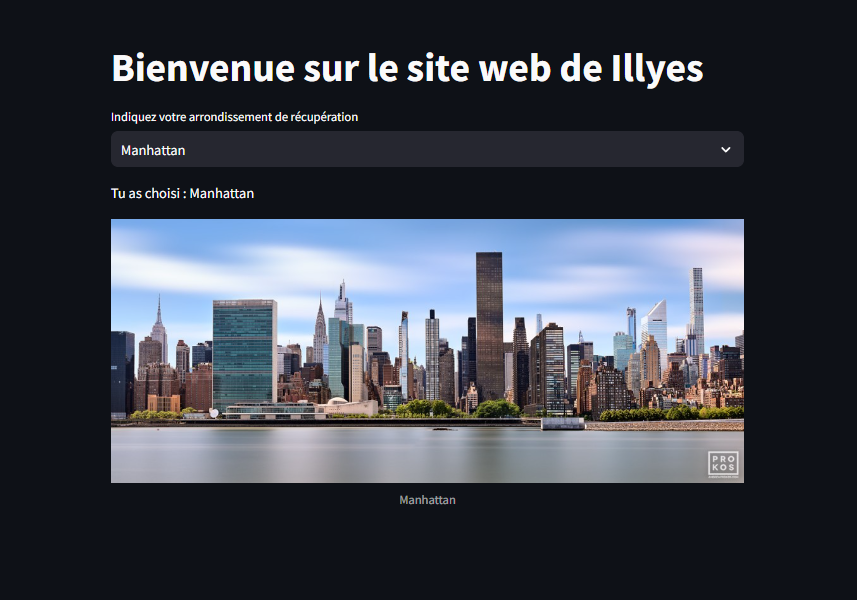 Bienvenue sur le site web de Illyes
Indiquez votre arrondissement de récupération
Manhattan
Tu as choisi : Manhattan
PRO
KOS
Manhattan